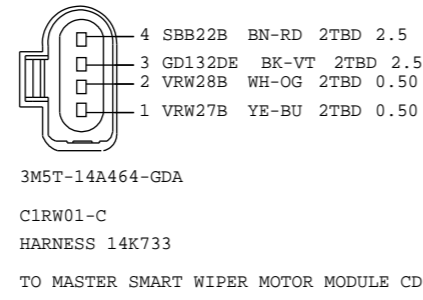 4 SBB22B BN-RD 2TBD 2.5
3 GD132DE BK-VT 2TBD 2.5
2 VRW28B WH-OG 2TBD 0.50
1 VRW27B YE-BU 2TBD 0.50
3M5T-14A464-GDA
C1RW01-C
HARNESS 14K733
TO MASTER SMART WIPER MOTOR MODULE CD